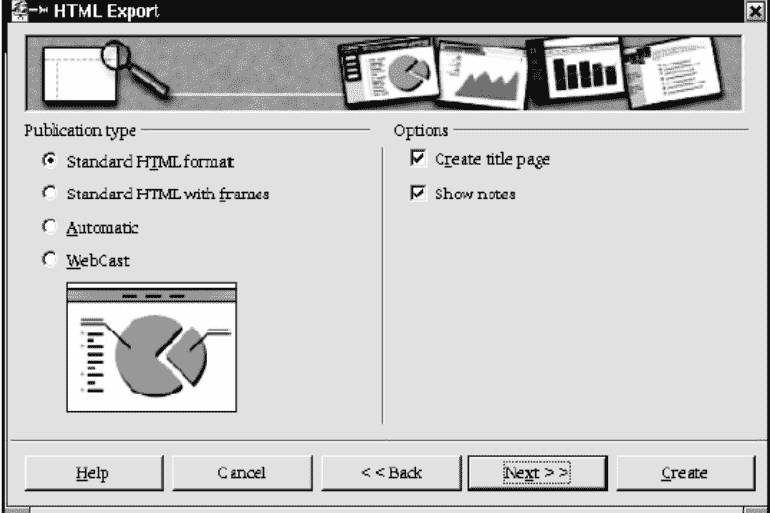 HTML Export
Publication type
Options
Standard HTML format
Standard HTML with frames
Automatic
WebCast
Create title page
Show notes
Help
Cancel
<< Back
Next >>
Create